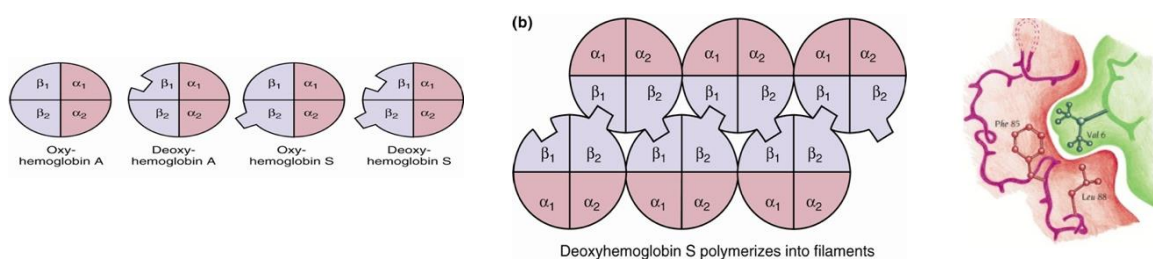 β₁ α₁
β₂ α₂
β₁ α₁
β₂ α₂
β₁ α₁
β₂ α₂
β₁ α₁
β₂ α₂
Oxy-
hemoglobin A
Deoxy-
hemoglobin A
Oxy-
hemoglobin S
Deoxy-
hemoglobin S
(b)
α₁ α₂ α₁ α₂ α₁ α₂
β₁ β₂ β₁ β₂ β₁ β₂
β₁ β₂ β₁ β₂ β₁ β₂
α₁ α₂ α₁ α₂ α₁ α₂
Deoxyhemoglobin S polymerizes into filaments
Phe 85
Val 6
Leu 88